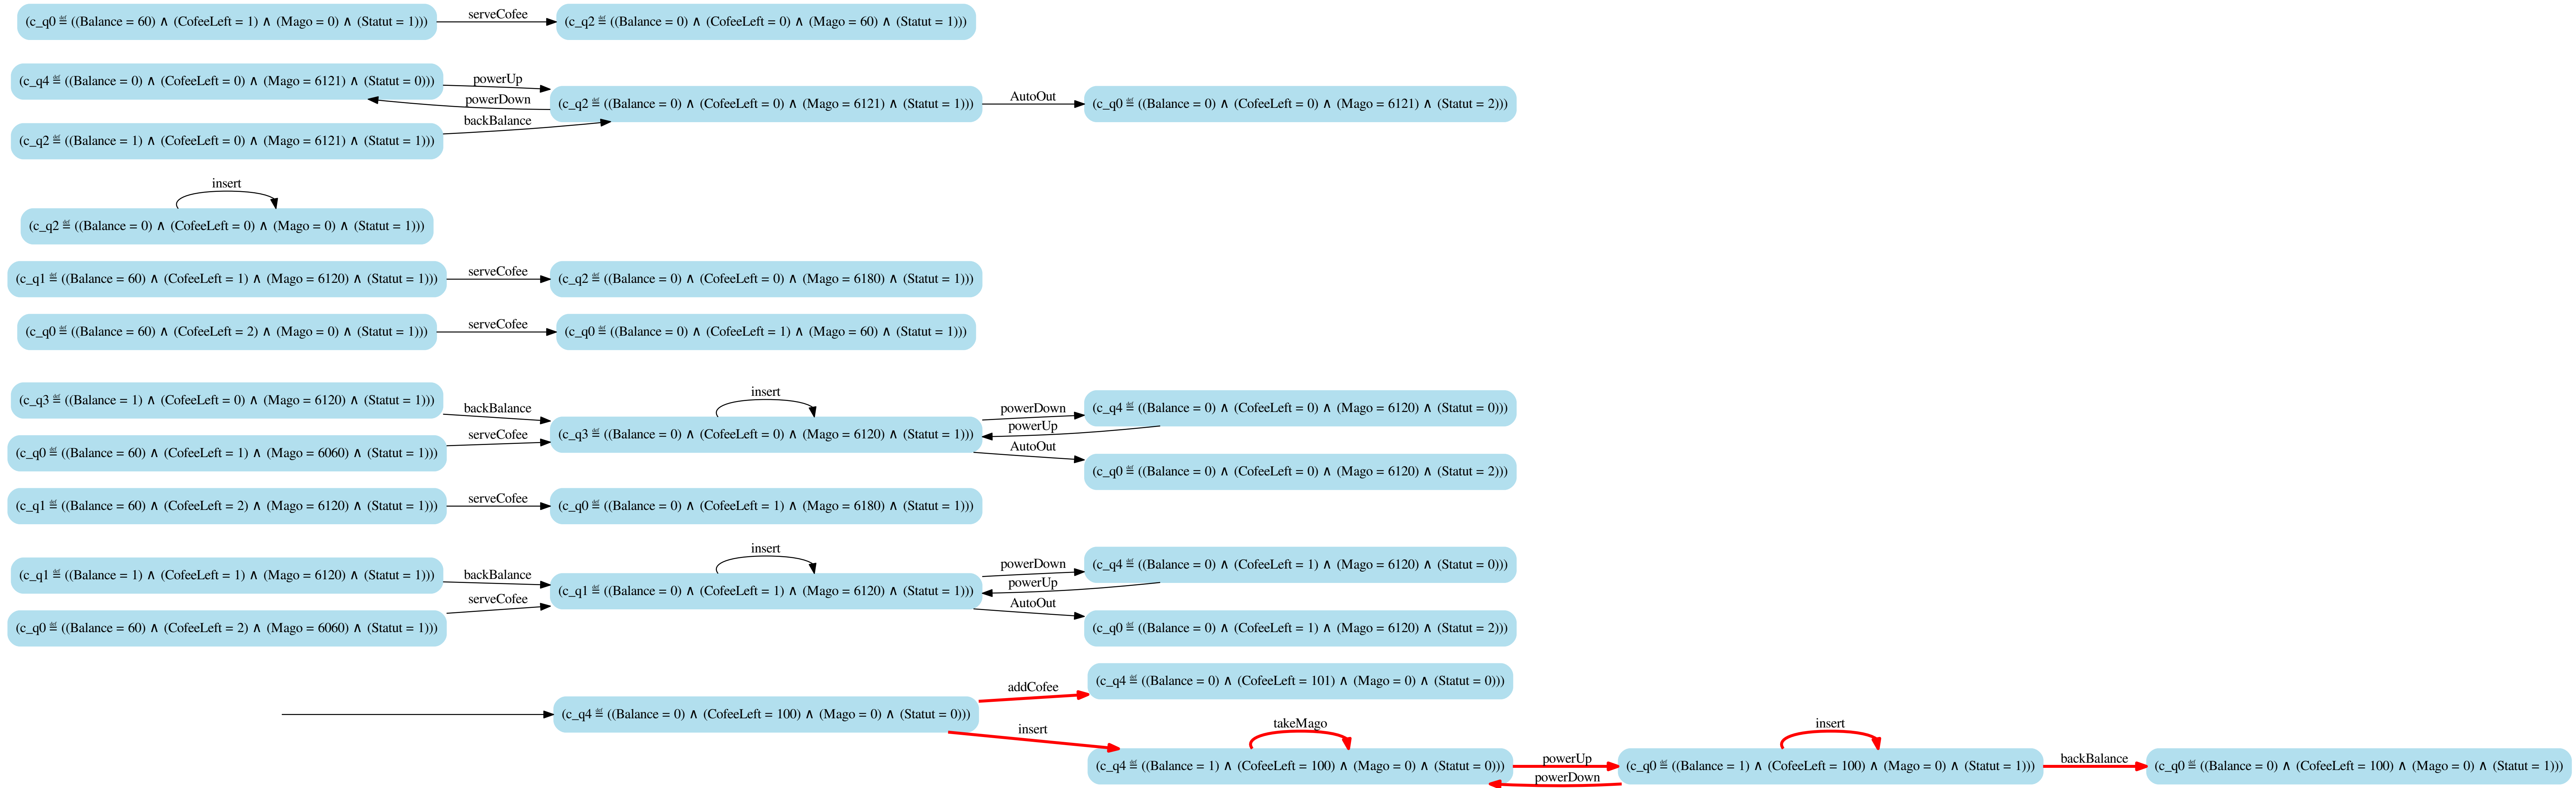 (c_q0 ≝ ((Balance = 60) ∧ (CofeeLeft = 1) ∧ (Mago = 0) ∧ (Statut = 1)))
serveCofee
(c_q2 ≝ ((Balance = 0) ∧ (CofeeLeft = 0) ∧ (Mago = 60) ∧ (Statut = 1)))
(c_q4 ≝ ((Balance = 0) ∧ (CofeeLeft = 0) ∧ (Mago = 6121) ∧ (Statut = 0)))
powerUp
powerDown
(c_q2 ≝ ((Balance = 0) ∧ (CofeeLeft = 0) ∧ (Mago = 6121) ∧ (Statut = 1)))
AutoOut
(c_q0 ≝ ((Balance = 0) ∧ (CofeeLeft = 0) ∧ (Mago = 6121) ∧ (Statut = 2)))
(c_q2 ≝ ((Balance = 1) ∧ (CofeeLeft = 0) ∧ (Mago = 6121) ∧ (Statut = 1)))
backBalance
insert
(c_q2 ≝ ((Balance = 0) ∧ (CofeeLeft = 0) ∧ (Mago = 0) ∧ (Statut = 1)))
(c_q1 ≝ ((Balance = 60) ∧ (CofeeLeft = 1) ∧ (Mago = 6120) ∧ (Statut = 1)))
serveCofee
(c_q2 ≝ ((Balance = 0) ∧ (CofeeLeft = 0) ∧ (Mago = 6180) ∧ (Statut = 1)))
(c_q0 ≝ ((Balance = 60) ∧ (CofeeLeft = 2) ∧ (Mago = 0) ∧ (Statut = 1)))
serveCofee
(c_q0 ≝ ((Balance = 0) ∧ (CofeeLeft = 1) ∧ (Mago = 60) ∧ (Statut = 1)))
(c_q3 ≝ ((Balance = 1) ∧ (CofeeLeft = 0) ∧ (Mago = 6120) ∧ (Statut = 1)))
backBalance
(c_q0 ≝ ((Balance = 60) ∧ (CofeeLeft = 1) ∧ (Mago = 6060) ∧ (Statut = 1)))
serveCofee
insert
(c_q3 ≝ ((Balance = 0) ∧ (CofeeLeft = 0) ∧ (Mago = 6120) ∧ (Statut = 1)))
powerDown
powerUp
AutoOut
(c_q4 ≝ ((Balance = 0) ∧ (CofeeLeft = 0) ∧ (Mago = 6120) ∧ (Statut = 0)))
(c_q0 ≝ ((Balance = 0) ∧ (CofeeLeft = 0) ∧ (Mago = 6120) ∧ (Statut = 2)))
(c_q1 ≝ ((Balance = 60) ∧ (CofeeLeft = 2) ∧ (Mago = 6120) ∧ (Statut = 1)))
serveCofee
(c_q0 ≝ ((Balance = 0) ∧ (CofeeLeft = 1) ∧ (Mago = 6180) ∧ (Statut = 1)))
(c_q1 ≝ ((Balance = 1) ∧ (CofeeLeft = 1) ∧ (Mago = 6120) ∧ (Statut = 1)))
backBalance
(c_q0 ≝ ((Balance = 60) ∧ (CofeeLeft = 2) ∧ (Mago = 6060) ∧ (Statut = 1)))
serveCofee
insert
(c_q1 ≝ ((Balance = 0) ∧ (CofeeLeft = 1) ∧ (Mago = 6120) ∧ (Statut = 1)))
powerDown
powerUp
AutoOut
(c_q4 ≝ ((Balance = 0) ∧ (CofeeLeft = 1) ∧ (Mago = 6120) ∧ (Statut = 0)))
(c_q0 ≝ ((Balance = 0) ∧ (CofeeLeft = 1) ∧ (Mago = 6120) ∧ (Statut = 2)))
(c_q4 ≝ ((Balance = 0) ∧ (CofeeLeft = 100) ∧ (Mago = 0) ∧ (Statut = 0)))
addCofee
(c_q4 ≝ ((Balance = 0) ∧ (CofeeLeft = 101) ∧ (Mago = 0) ∧ (Statut = 0)))
insert
takeMago
(c_q4 ≝ ((Balance = 1) ∧ (CofeeLeft = 100) ∧ (Mago = 0) ∧ (Statut = 0)))
powerUp
powerDown
insert
(c_q0 ≝ ((Balance = 1) ∧ (CofeeLeft = 100) ∧ (Mago = 0) ∧ (Statut = 1)))
backBalance
(c_q0 ≝ ((Balance = 0) ∧ (CofeeLeft = 100) ∧ (Mago = 0) ∧ (Statut = 1)))